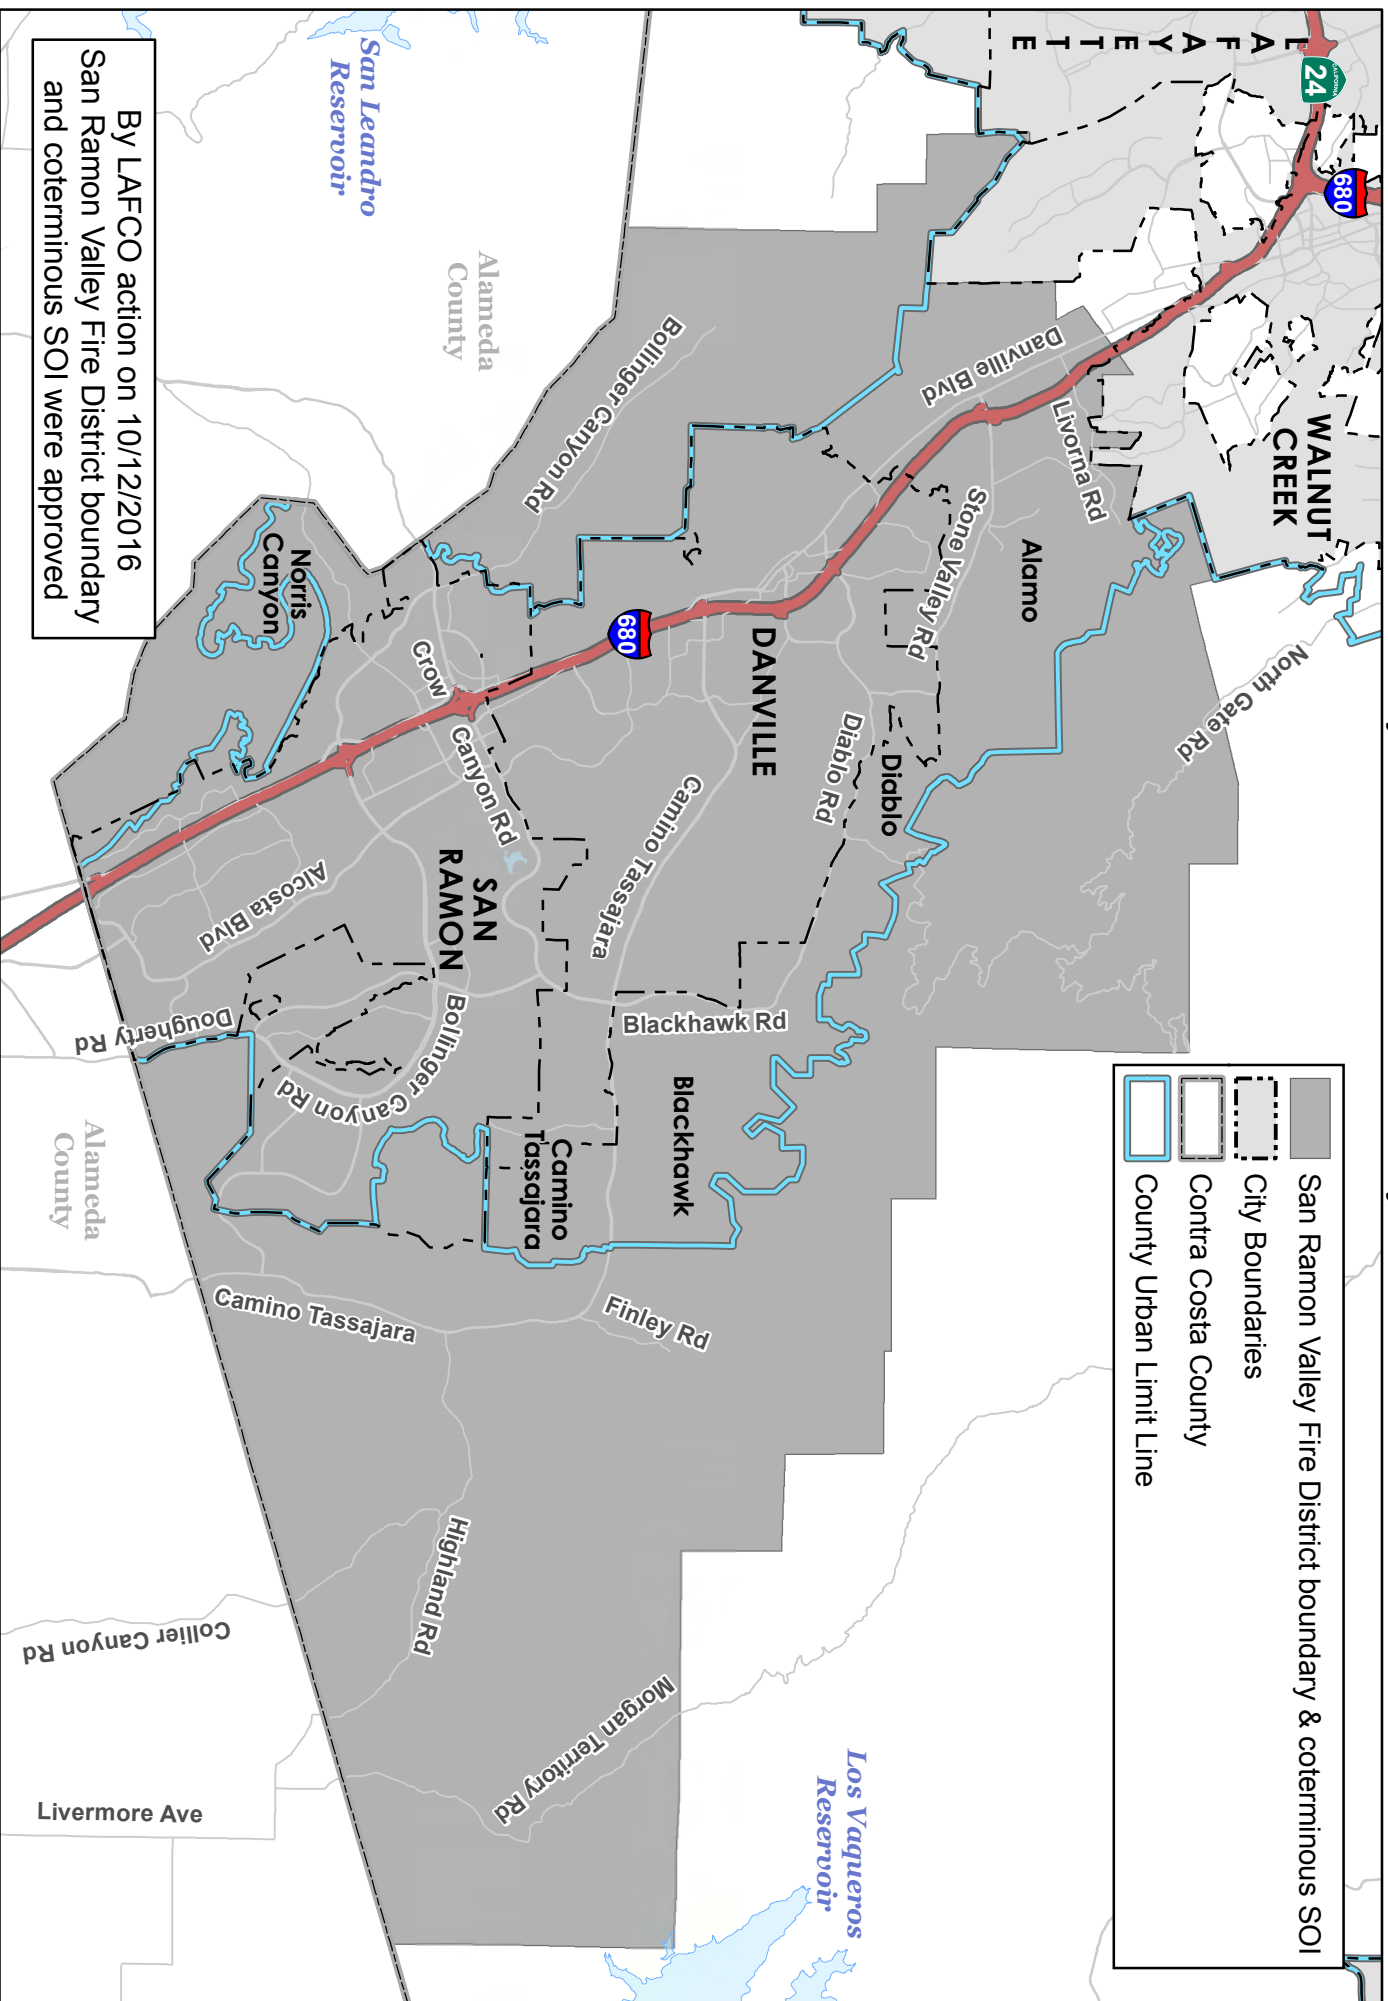 San Ramon Valley Fire District boundary & coterminous SOI
City Boundaries
Contra Costa County
County Urban Limit Line
LAFAYETTE
CALIFORNIA
24
680
WALNUT
CREEK
North Gate Rd
Livorna Rd
Danville Blvd
Alamo
Stone Valley Rd
Diablo
Diablo Rd
DANVILLE
680
Camino Tassajara
Blackhawk Rd
Blackhawk
Bollinger Canyon Rd
Crow
Canyon Rd
SAN
RAMON
Camino
Tassajara
Finley Rd
Norris
Canyon
Alcosta Blvd
Bollinger
Canyon Rd
Dougherty Rd
Camino Tassajara
Highland Rd
Morgan Territory Rd
Collier Canyon Rd
Livermore Ave
Los Vaqueros
Reservoir
San Leandro
Reservoir
Alameda
County
Alameda
County
By LAFCO action on 10/12/2016
San Ramon Valley Fire District boundary
and coterminous SOI were approved